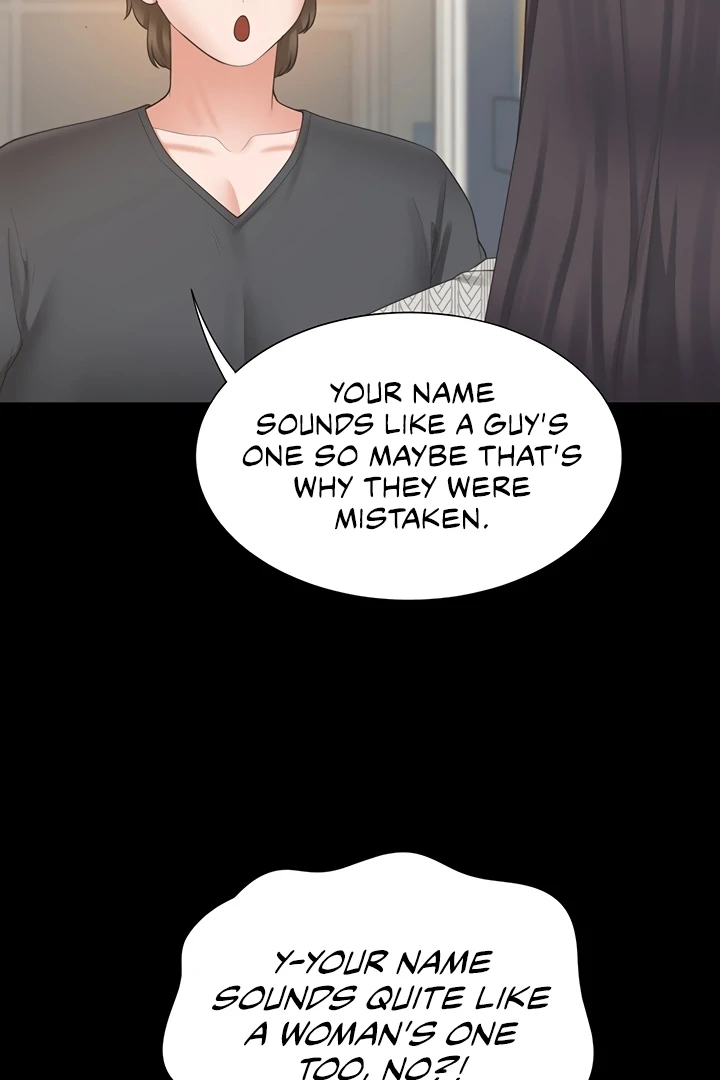 YOUR NAME
SOUNDS LIKE A GUY'S
ONE SO MAYBE THAT'S
WHY THEY WERE
MISTAKEN.
Y-YOUR NAME
SOUNDS QUITE LIKE
A WOMAN'S ONE
TOO, NO?!